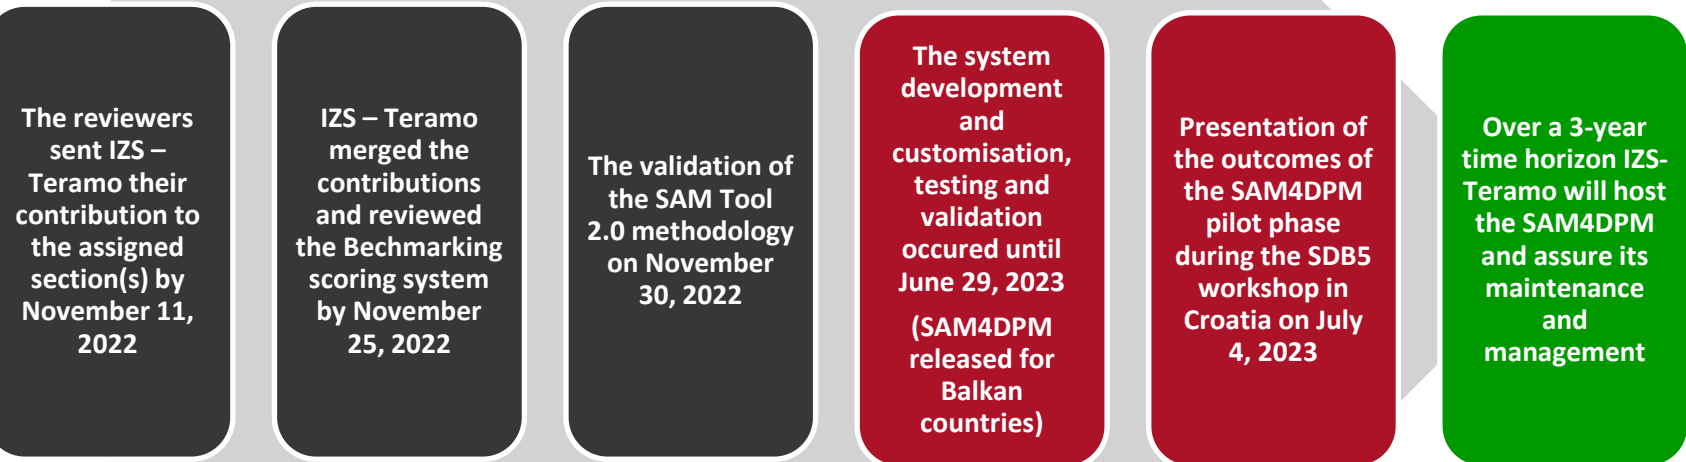 The reviewers
sent IZS –
Teramo their
contribution to
the assigned
section(s) by
November 11,
2022
IZS – Teramo
merged the
contributions
and reviewed
the Bechmarking
scoring system
by November
25, 2022
The validation of
the SAM Tool
2.0 methodology
on November
30, 2022
The system
development
and
customisation,
testing and
validation
occured until
June 29, 2023
(SAM4DPM
released for
Balkan
countries)
Presentation of
the outcomes of
the SAM4DPM
pilot phase
during the SDB5
workshop in
Croatia on July
4, 2023
Over a 3-year
time horizon IZS-
Teramo will host
the SAM4DPM
and assure its
maintenance
and
management